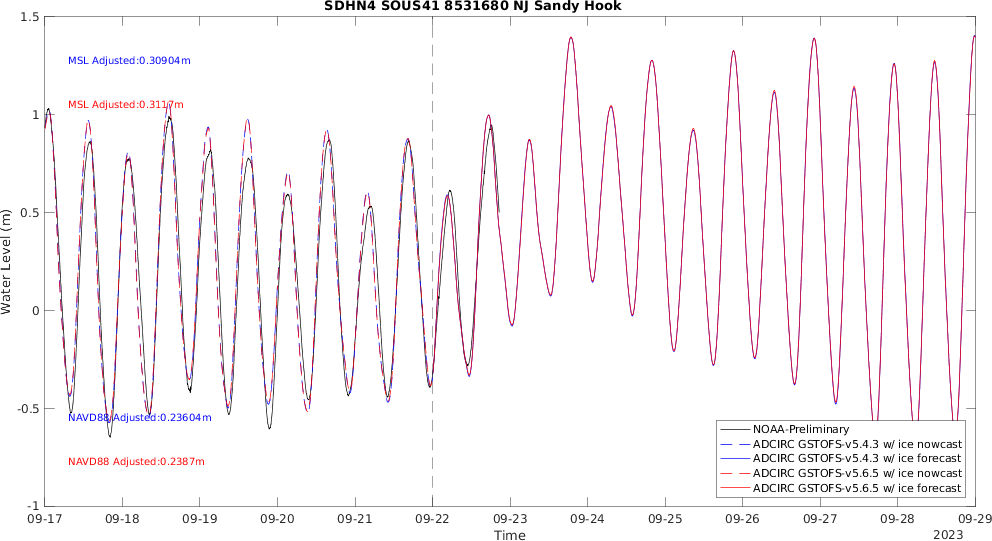 SDHN4 SOUS41 8531680 NJ Sandy Hook
1.5
1
0.5
0
-0.5
-1
Water Level (m)
MSL Adjusted:0.30904m
MSL Adjusted:0.3117m
NAVD88 Adjusted:0.23604m
NAVD88 Adjusted:0.2387m
NOAA-Preliminary
ADCIRC GSTOFS-v5.4.3 w/ ice nowcast
ADCIRC GSTOFS-v5.4.3 w/ ice forecast
ADCIRC GSTOFS-v5.6.5 w/ ice nowcast
ADCIRC GSTOFS-v5.6.5 w/ ice forecast
09-17 09-18 09-19 09-20 09-21 09-22 09-23 09-24 09-25 09-26 09-27 09-28 09-29
Time
2023